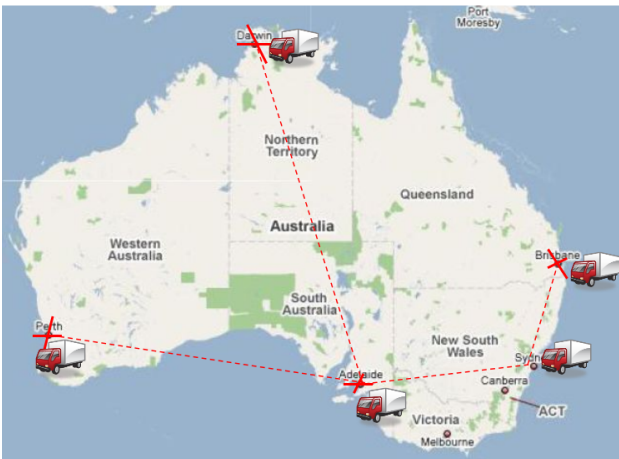 Port
Moresby
Darwin
Northern
Territory
Queensland
Australia
Western
Australia
Brisbane
South
Australia
Perth
New South
Wales
Sydne
Adelaide
Canberra
ACT
Victoria
Melbourne